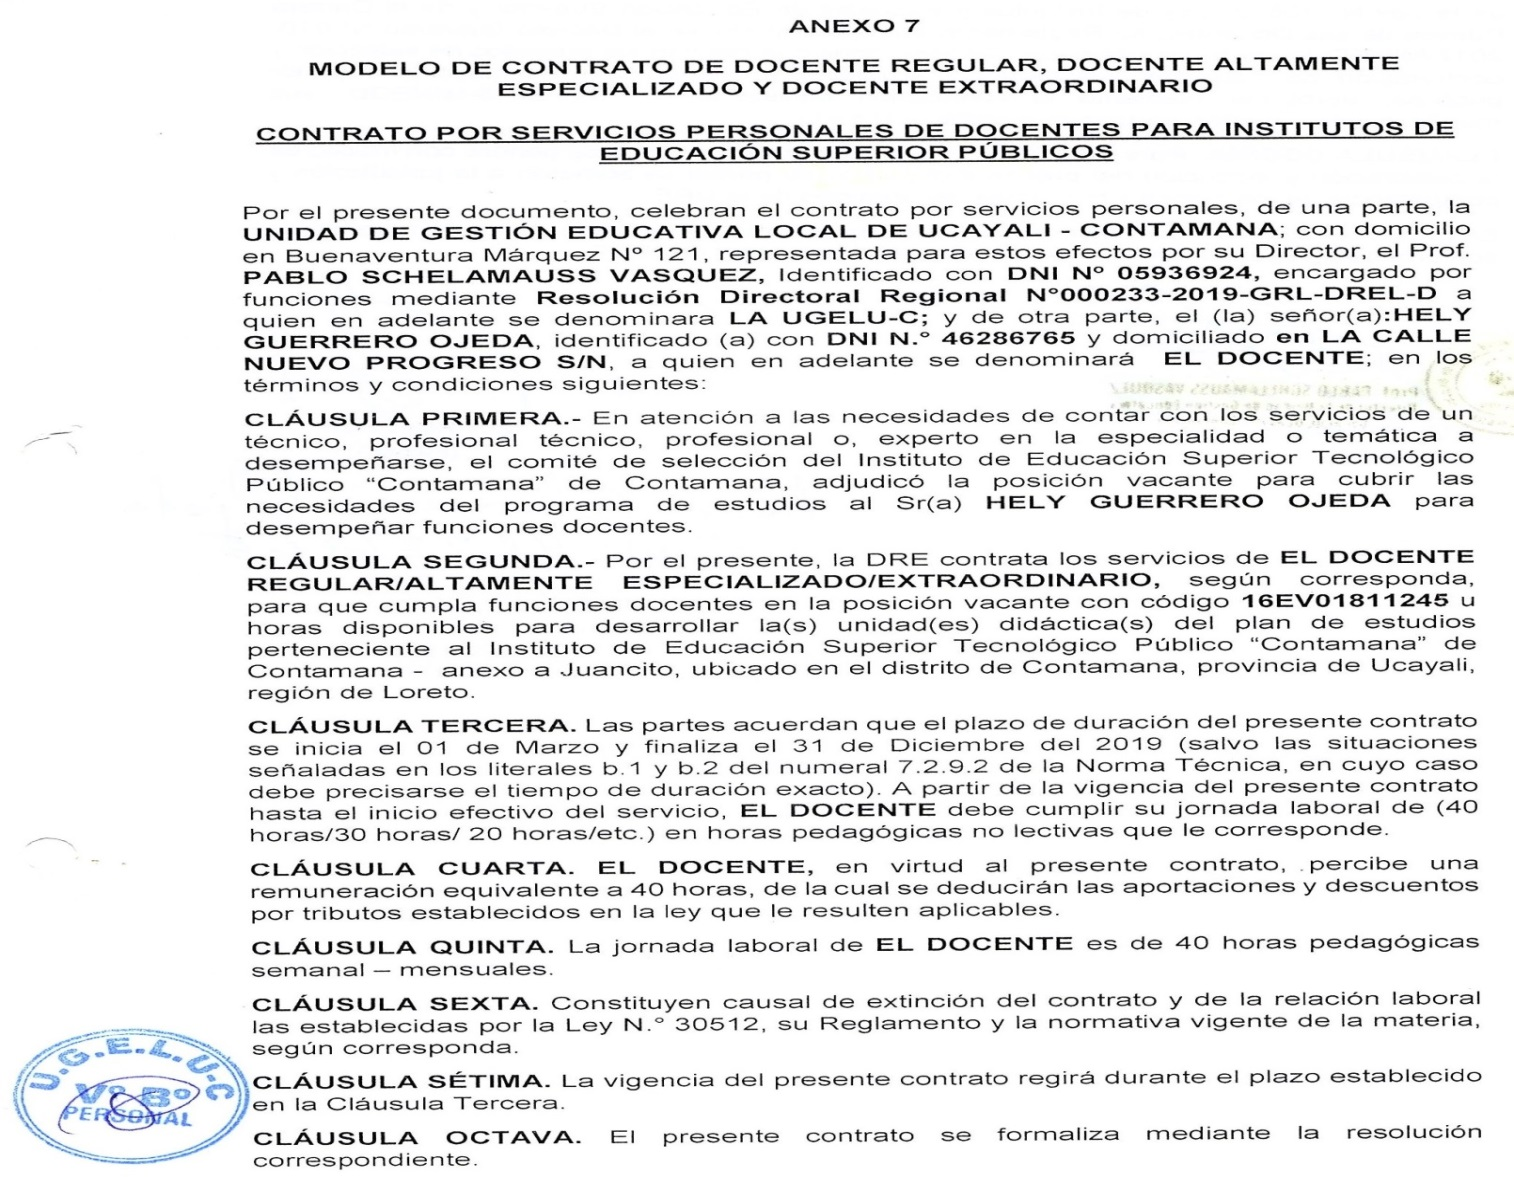 ANEXO 7
MODELO DE CONTRATO DE DOCENTE REGULAR, DOCENTE ALTAMENTE
ESPECIALIZADO Y DOCENTE EXTRAORDINARIO
CONTRATO POR SERVICIOS PERSONALES DE DOCENTES PARA INSTITUTOS DE
EDUCACIÓN SUPERIOR PÚBLICOS
Por el presente documento, celebran el contrato por servicios personales, de una parte, la
UNIDAD DE GESTIÓN EDUCATIVA LOCAL DE UCAYALI - CONTAMANA; con domicilio
en Buenaventura Márquez Nº 121, representada para estos efectos por su Director, el Prof.
PABLO SCHELAMAUSS VASQUEZ, Identificado con DNI Nº 05936924, encargado por
funciones mediante Resolución Directoral Regional N°000233-2019-GRL-DREL-D a
quien en adelante se denominara LA UGELU-C; y de otra parte, el (la) señor(a):HELY
GUERRERO OJEDA, identificado (a) con DNI N.° 46286765 y domiciliado en LA CALLE
NUEVO PROGRESO S/N, a quien en adelante se denominará EL DOCENTE; en los
términos y condiciones siguientes:
CLÁUSULA PRIMERA.- En atención a las necesidades de contar con los servicios de un
técnico, profesional técnico, profesional o, experto en la especialidad o temática a
desempeñarse, el comité de selección del Instituto de Educación Superior Tecnológico
Público “Contamana” de Contamana, adjudicó la posición vacante para cubrir las
necesidades del programa de estudios al Sr(a) HELY GUERRERO OJEDA para
desempeñar funciones docentes.
CLÁUSULA SEGUNDA.- Por el presente, la DRE contrata los servicios de EL DOCENTE
REGULAR/ALTAMENTE ESPECIALIZADO/EXTRAORDINARIO, según corresponda,
para que cumpla funciones docentes en la posición vacante con código 16EV01811245 u
horas disponibles para desarrollar la(s) unidad(es) didáctica(s) del plan de estudios
perteneciente al Instituto de Educación Superior Tecnológico Público “Contamana” de
Contamana - anexo a Juancito, ubicado en el distrito de Contamana, provincia de Ucayali,
región de Loreto.
CLÁUSULA TERCERA. Las partes acuerdan que el plazo de duración del presente contrato
se inicia el 01 de Marzo y finaliza el 31 de Diciembre del 2019 (salvo las situaciones
señaladas en los literales b.1 y b.2 del numeral 7.2.9.2 de la Norma Técnica, en cuyo caso
debe precisarse el tiempo de duración exacto). A partir de la vigencia del presente contrato
hasta el inicio efectivo del servicio, EL DOCENTE debe cumplir su jornada laboral de (40
horas/30 horas/ 20 horas/etc.) en horas pedagógicas no lectivas que le corresponde.
CLÁUSULA CUARTA. EL DOCENTE, en virtud al presente contrato, percibe una
remuneración equivalente a 40 horas, de la cual se deducirán las aportaciones y descuentos
por tributos establecidos en la ley que le resulten aplicables.
CLÁUSULA QUINTA. La jornada laboral de EL DOCENTE es de 40 horas pedagógicas
semanal – mensuales.
CLÁUSULA SEXTA. Constituyen causal de extinción del contrato y de la relación laboral
las establecidas por la Ley N.° 30512, su Reglamento y la normativa vigente de la materia,
según corresponda.
CLÁUSULA SÉTIMA. La vigencia del presente contrato regirá durante el plazo establecido
en la Cláusula Tercera.
CLÁUSULA OCTAVA. El presente contrato se formaliza mediante la resolución
correspondiente.
U.G.E.L.U-C
Vº Bº
PERSONAL